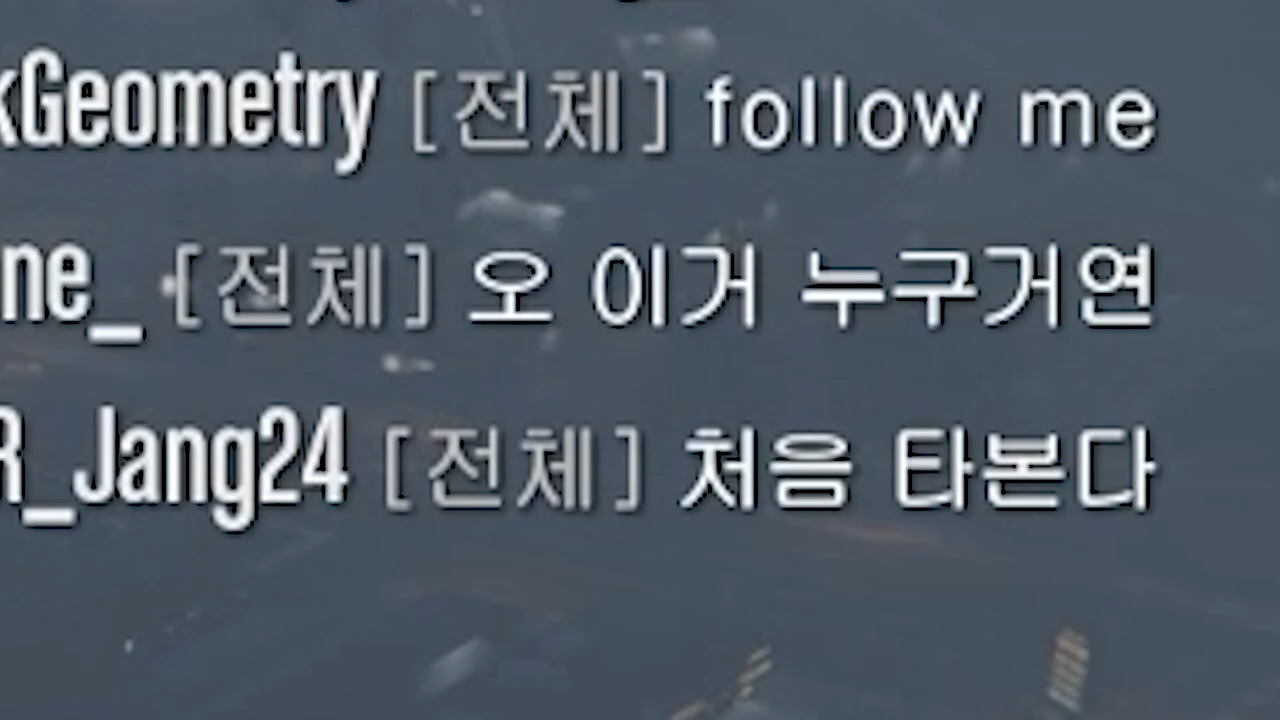 kGeometry [전체] follow me
ne_ [전체] 오 이거 누구거연
R_Jang24 [전체] 처음 타본다